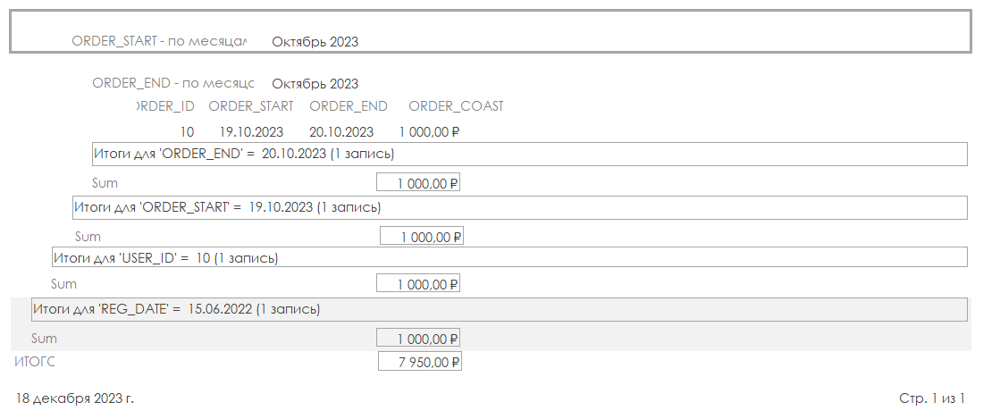 ORDER_START - по месяцам Октябрь 2023
ORDER_END - по месяцс Октябрь 2023
ORDER_ID ORDER_START ORDER_END ORDER_COAST
10 19.10.2023 20.10.2023 1 000,00 ₽
Итоги для 'ORDER_END' = 20.10.2023 (1 запись)
Sum 1 000,00 ₽
Итоги для 'ORDER_START' = 19.10.2023 (1 запись)
Sum 1 000,00 ₽
Итоги для 'USER_ID' = 10 (1 запись)
Sum 1 000,00 ₽
Итоги для 'REG_DATE' = 15.06.2022 (1 запись)
Sum 1 000,00 ₽
ИТОГО 7 950,00 ₽
18 декабря 2023 г. Стр. 1 из 1